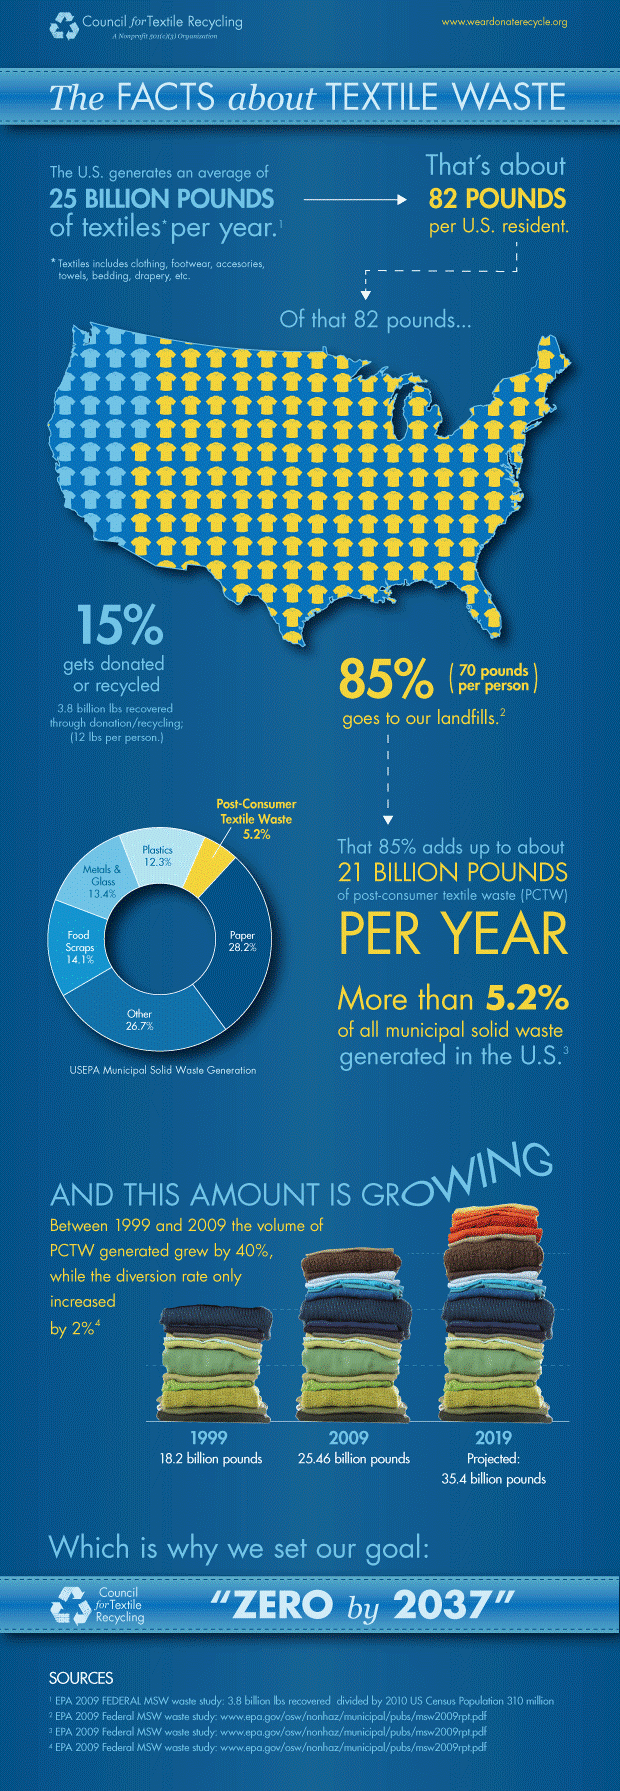 Council for Textile Recycling
A Nonprofit 501(c)(3) Organization
www.weardonaterecycle.org
The FACTS about TEXTILE WASTE
The U.S. generates an average of
25 BILLION POUNDS
of textiles* per year.1
* Textiles includes clothing, footwear, accesories,
towels, bedding, drapery, etc.
That´s about
82 POUNDS
per U.S. resident.
Of that 82 pounds...
15%
gets donated
or recycled
3.8 billion lbs recovered
through donation/recycling;
(12 lbs per person.)
85%
(70 pounds
per person)
goes to our landfills.2
Post-Consumer
Textile Waste
5.2%
Plastics
12.3%
Metals &
Glass
13.4%
Food
Scraps
14.1%
Paper
28.2%
Other
26.7%
USEPA Municipal Solid Waste Generation
That 85% adds up to about
21 BILLION POUNDS
of post-consumer textile waste (PCTW)
PER YEAR
More than 5.2%
of all municipal solid waste
generated in the U.S.3
AND THIS AMOUNT IS GROWING
Between 1999 and 2009 the volume of
PCTW generated grew by 40%,
while the diversion rate only
increased
by 2%4
1999
18.2 billion pounds
2009
25.46 billion pounds
2019
Projected:
35.4 billion pounds
Which is why we set our goal:
Council
for Textile
Recycling
“ZERO by 2037”
SOURCES
1 EPA 2009 FEDERAL MSW waste study: 3.8 billion lbs recovered divided by 2010 US Census Population 310 million
2 EPA 2009 Federal MSW waste study: www.epa.gov/osw/nonhaz/municipal/pubs/msw2009rpt.pdf
3 EPA 2009 Federal MSW waste study: www.epa.gov/osw/nonhaz/municipal/pubs/msw2009rpt.pdf
4 EPA 2009 Federal MSW waste study: www.epa.gov/osw/nonhaz/municipal/pubs/msw2009rpt.pdf